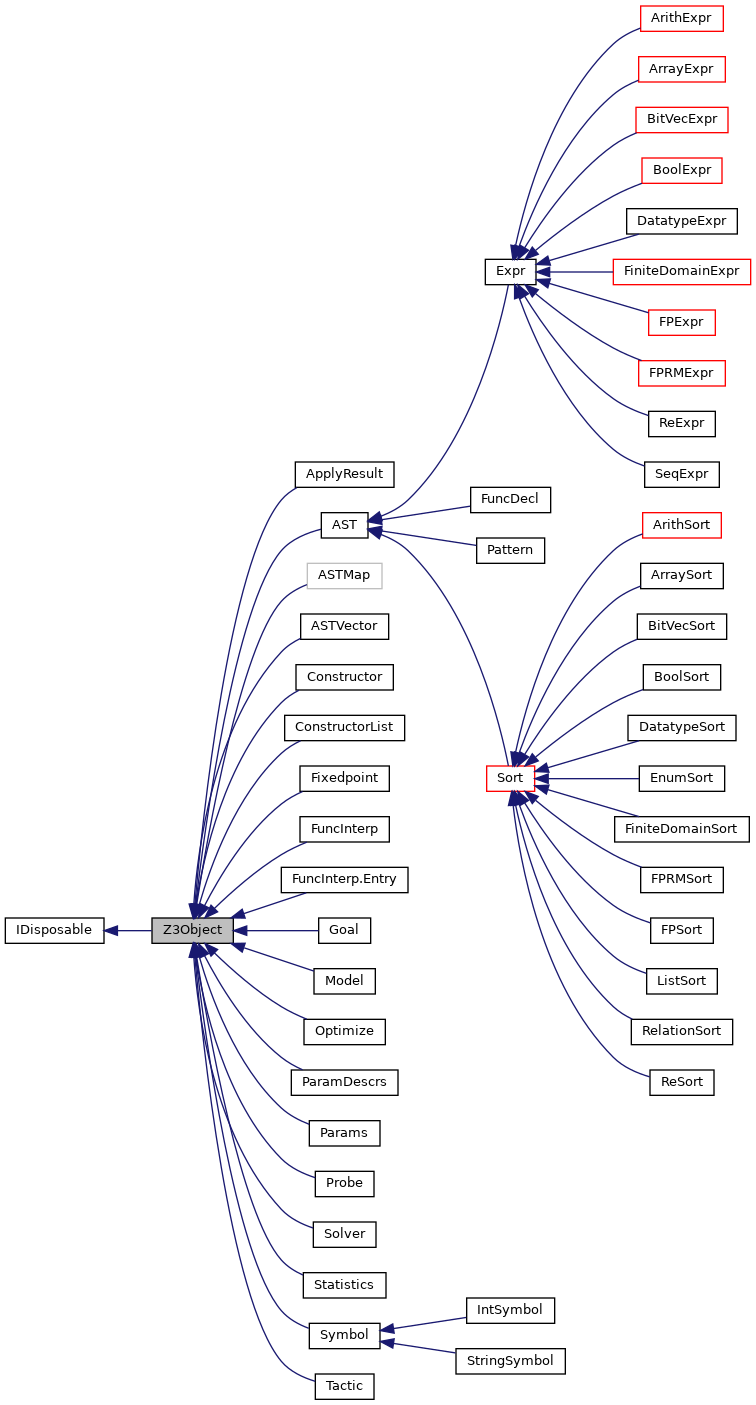 ArithExpr
ArrayExpr
BitVecExpr
BoolExpr
DatatypeExpr
Expr
FiniteDomainExpr
FPExpr
FPRMExpr
ReExpr
SeqExpr
ApplyResult
FuncDecl
AST
ArithSort
Pattern
ASTMap
ArraySort
ASTVector
BitVecSort
Constructor
BoolSort
ConstructorList
DatatypeSort
Fixedpoint
Sort
EnumSort
FuncInterp
FiniteDomainSort
FuncInterp.Entry
FPRMSort
IDisposable
Z3Object
Goal
FPSort
Model
ListSort
Optimize
RelationSort
ParamDescrs
ReSort
Params
Probe
Solver
Statistics
IntSymbol
Symbol
StringSymbol
Tactic